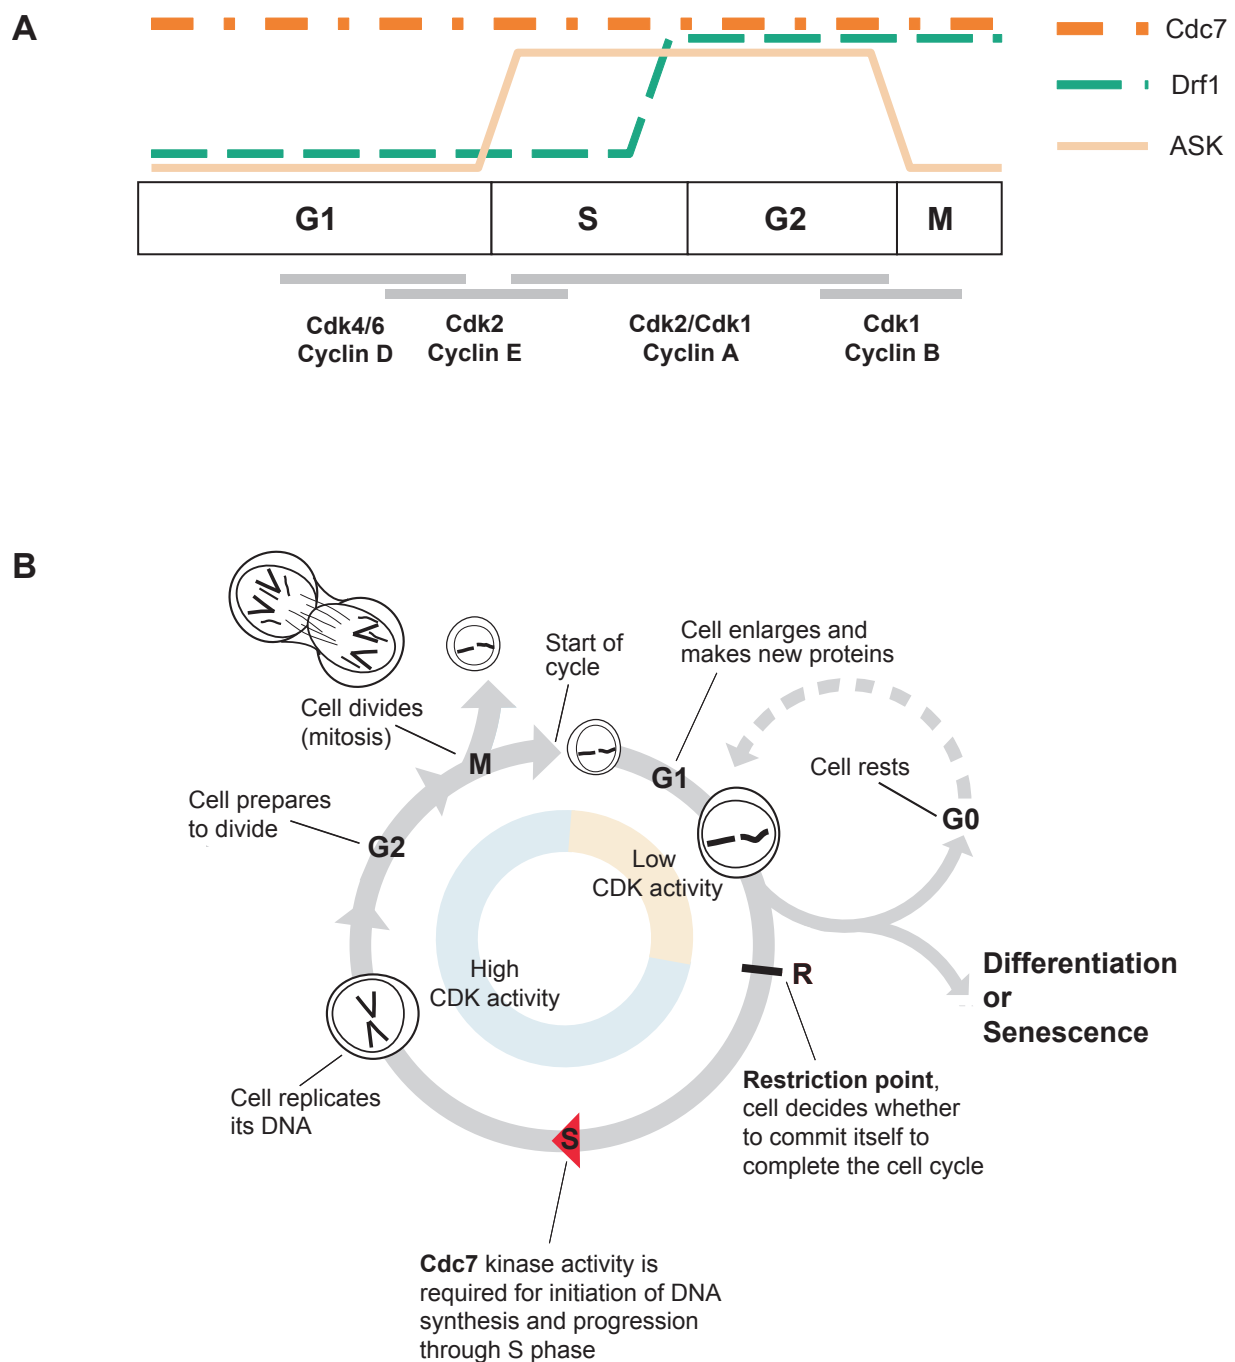 A
Cdc7
Drf1
ASK
G1
S
G2
M
Cdk4/6
Cyclin D
Cdk2
Cyclin E
Cdk2/Cdk1
Cyclin A
Cdk1
Cyclin B
B
Start of
cycle
Cell enlarges and
makes new proteins
Cell divides
(mitosis)
M
G1
Cell rests
G0
Cell prepares
to divide
G2
Low
CDK activity
High
CDK activity
R
Differentiation
or
Senescence
Restriction point,
cell decides whether
to commit itself to
complete the cell cycle
Cell replicates
its DNA
S
Cdc7 kinase activity is
required for initiation of DNA
synthesis and progression
through S phase